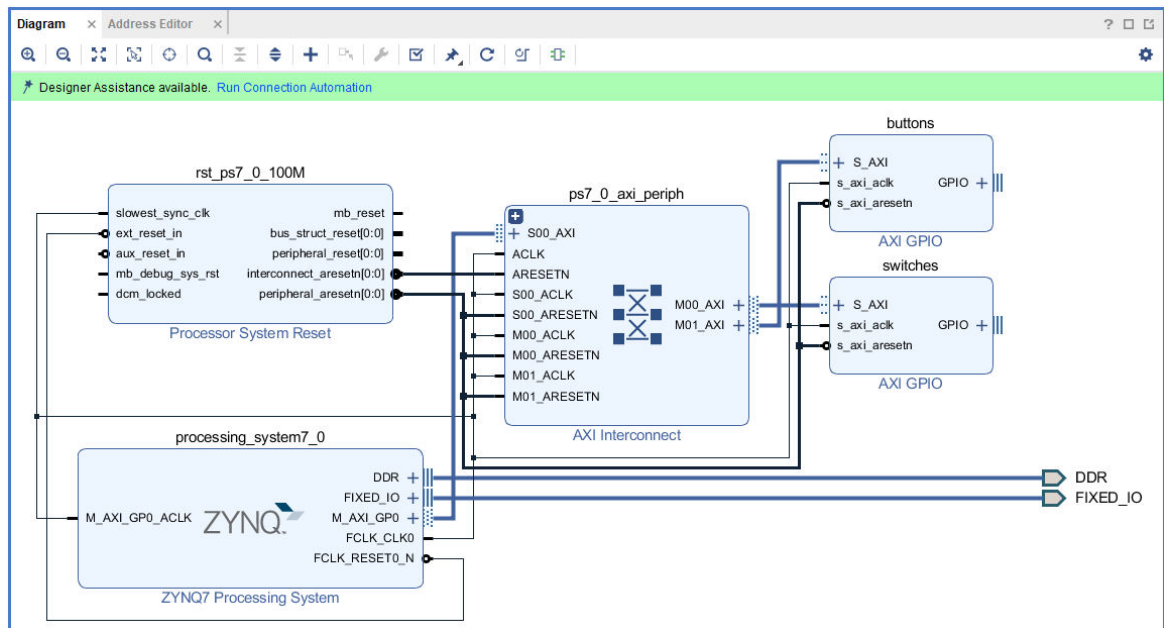 Diagram × Address Editor ×
Designer Assistance available. Run Connection Automation
rst_ps7_0_100M
slowest_sync_clk
ext_reset_in
aux_reset_in
mb_debug_sys_rst
dcm_locked
mb_reset
bus_struct_reset[0:0]
peripheral_reset[0:0]
interconnect_aresetn[0:0]
peripheral_aresetn[0:0]
Processor System Reset
ps7_0_axi_periph
S00_AXI
ACLK
ARESETN
S00_ACLK
S00_ARESETN
M00_ACLK
M00_ARESETN
M01_ACLK
M01_ARESETN
M00_AXI
M01_AXI
AXI Interconnect
buttons
S_AXI
s_axi_aclk
s_axi_aresetn
GPIO
AXI GPIO
switches
S_AXI
s_axi_aclk
s_axi_aresetn
GPIO
AXI GPIO
processing_system7_0
M_AXI_GP0_ACLK
ZYNQ
DDR
FIXED_IO
M_AXI_GP0
FCLK_CLK0
FCLK_RESET0_N
ZYNQ7 Processing System
DDR
FIXED_IO